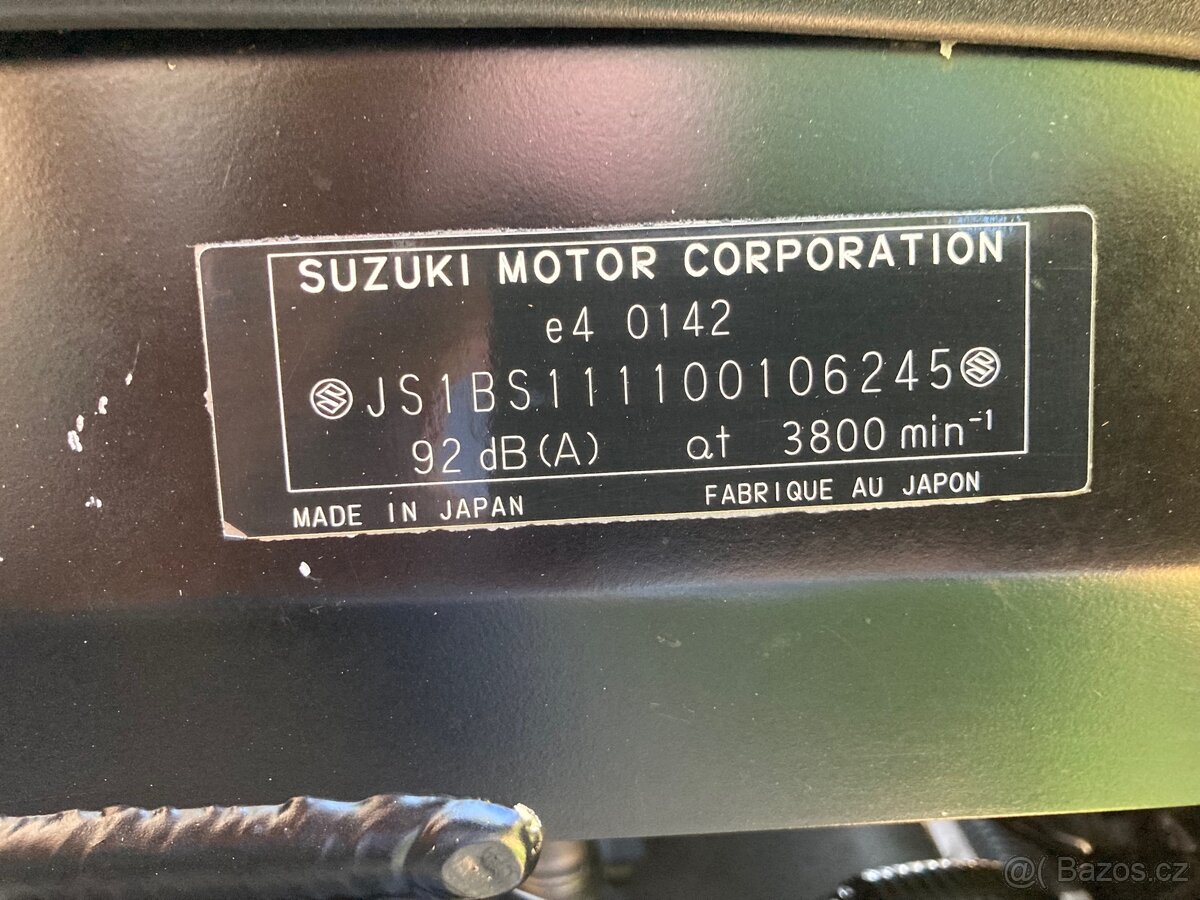 SUZUKI MOTOR CORPORATION
e4 0142
JS1BS111100106245
92 dB(A) at 3800 min⁻¹
MADE IN JAPAN FABRIQUE AU JAPON
@( Bazos.cz